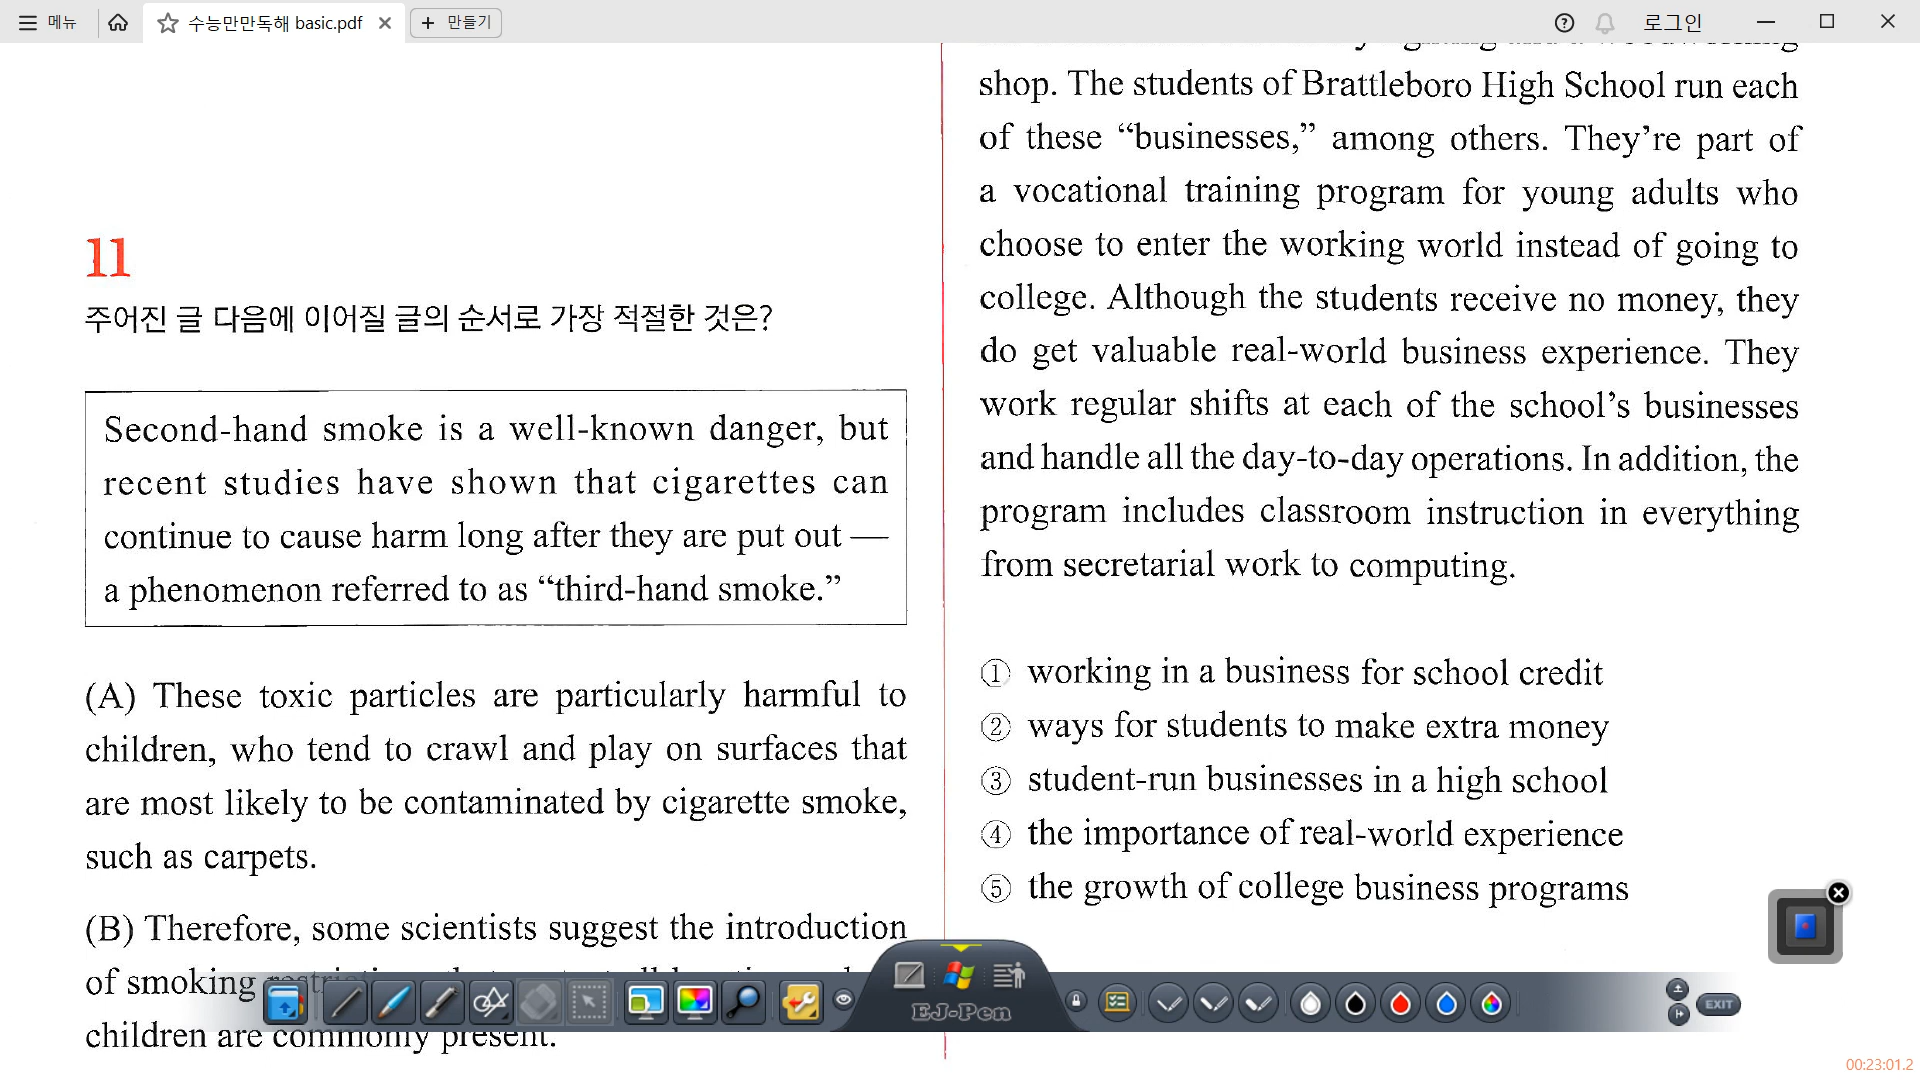 메뉴
수능만만독해 basic.pdf
만들기
로그인
11
주어진 글 다음에 이어질 글의 순서로 가장 적절한 것은?
Second-hand smoke is a well-known danger, but
recent studies have shown that cigarettes can
continue to cause harm long after they are put out —
a phenomenon referred to as “third-hand smoke.”
(A) These toxic particles are particularly harmful to
children, who tend to crawl and play on surfaces that
are most likely to be contaminated by cigarette smoke,
such as carpets.
(B) Therefore, some scientists suggest the introduction
of smoking
children are commonly present.
shop. The students of Brattleboro High School run each
of these “businesses,” among others. They’re part of
a vocational training program for young adults who
choose to enter the working world instead of going to
college. Although the students receive no money, they
do get valuable real-world business experience. They
work regular shifts at each of the school’s businesses
and handle all the day-to-day operations. In addition, the
program includes classroom instruction in everything
from secretarial work to computing.
① working in a business for school credit
② ways for students to make extra money
③ student-run businesses in a high school
④ the importance of real-world experience
⑤ the growth of college business programs
EJ-Pen
EXIT
00:23:01.2